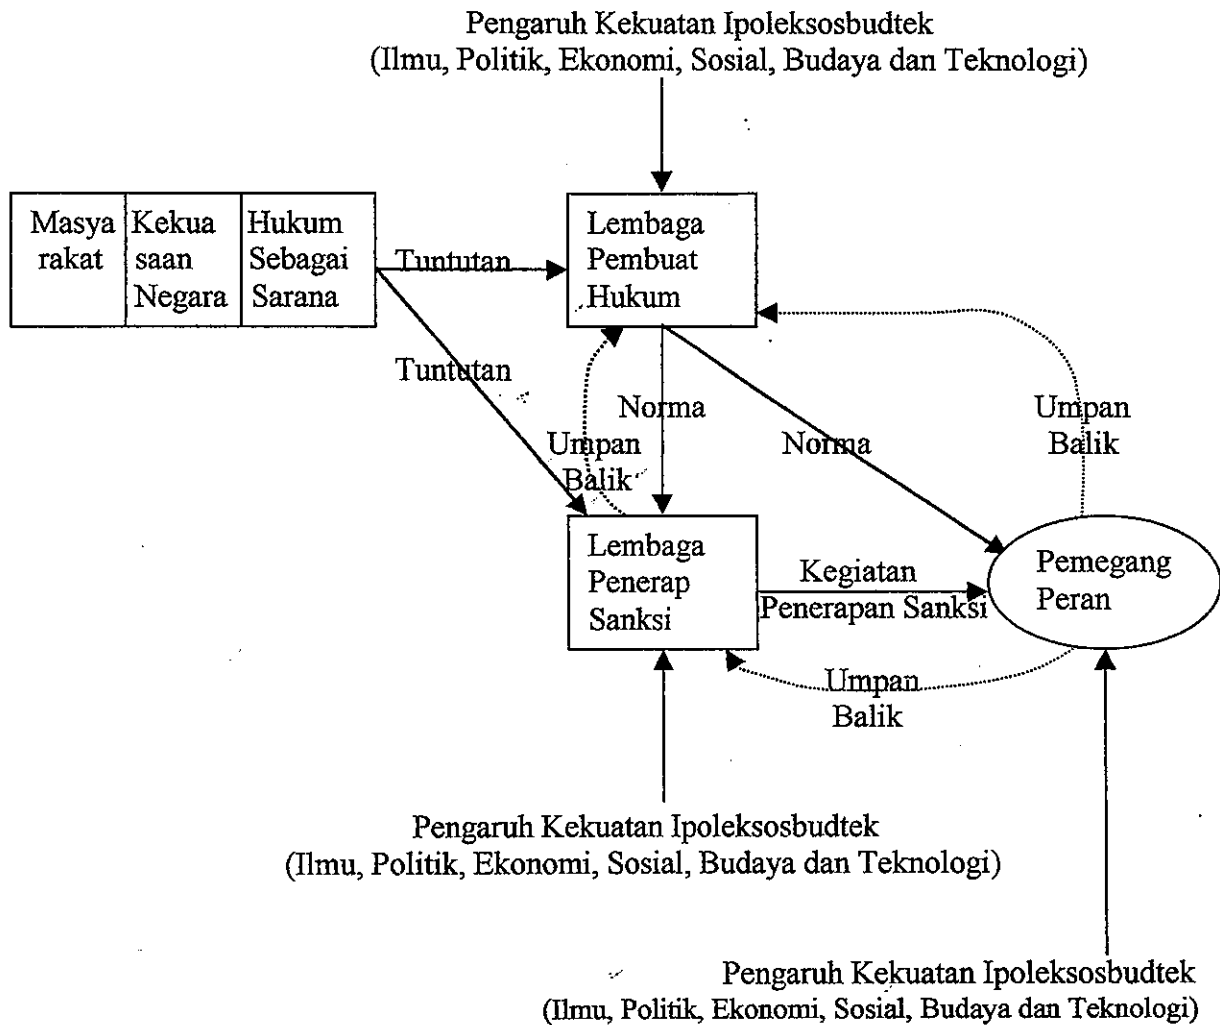 Pengaruh Kekuatan Ipoleksosbudtek
(Ilmu, Politik, Ekonomi, Sosial, Budaya dan Teknologi)
Masya
rakat
Kekua
saan
Negara
Hukum
Sebagai
Sarana
Tuntutan
Lembaga
Pembuat
Hukum
Tuntutan
Norma
Umpan
Balik
Norma
Umpan
Balik
Lembaga
Penerap
Sanksi
Kegiatan
Penerapan Sanksi
Pemegang
Peran
Umpan
Balik
Pengaruh Kekuatan Ipoleksosbudtek
(Ilmu, Politik, Ekonomi, Sosial, Budaya dan Teknologi)
Pengaruh Kekuatan Ipoleksosbudtek
(Ilmu, Politik, Ekonomi, Sosial, Budaya dan Teknologi)